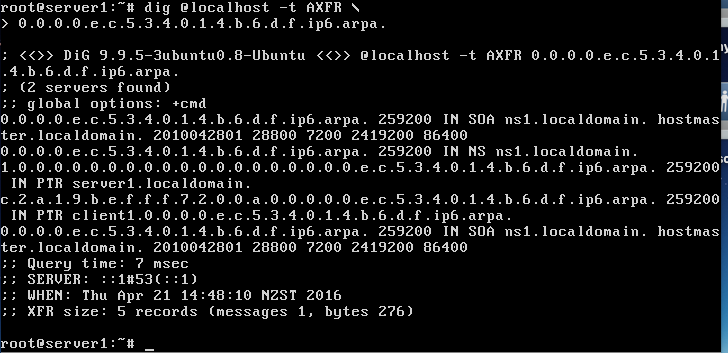 root@server1:~# dig @localhost -t AXFR \
> 0.0.0.0.e.c.5.3.4.0.1.4.b.6.d.f.ip6.arpa.
; <<>> DiG 9.9.5-3ubuntu0.8-Ubuntu <<>> @localhost -t AXFR 0.0.0.0.e.c.5.3.4.0.1
.4.b.6.d.f.ip6.arpa.
; (2 servers found)
;; global options: +cmd
0.0.0.0.e.c.5.3.4.0.1.4.b.6.d.f.ip6.arpa. 259200 IN SOA ns1.localdomain. hostmas
ter.localdomain. 2010042801 28800 7200 2419200 86400
0.0.0.0.e.c.5.3.4.0.1.4.b.6.d.f.ip6.arpa. 259200 IN NS ns1.localdomain.
1.0.0.0.0.0.0.0.0.0.0.0.0.0.0.0.0.0.0.0.e.c.5.3.4.0.1.4.b.6.d.f.ip6.arpa. 259200
IN PTR server1.localdomain.
c.2.a.1.9.b.e.f.f.f.7.2.0.0.a.0.0.0.0.0.e.c.5.3.4.0.1.4.b.6.d.f.ip6.arpa. 259200
IN PTR client1.0.0.0.0.e.c.5.3.4.0.1.4.b.6.d.f.ip6.arpa.
0.0.0.0.e.c.5.3.4.0.1.4.b.6.d.f.ip6.arpa. 259200 IN SOA ns1.localdomain. hostmas
ter.localdomain. 2010042801 28800 7200 2419200 86400
;; Query time: 7 msec
;; SERVER: ::1#53(::1)
;; WHEN: Thu Apr 21 14:48:10 NZST 2016
;; XFR size: 5 records (messages 1, bytes 276)
root@server1:~# _